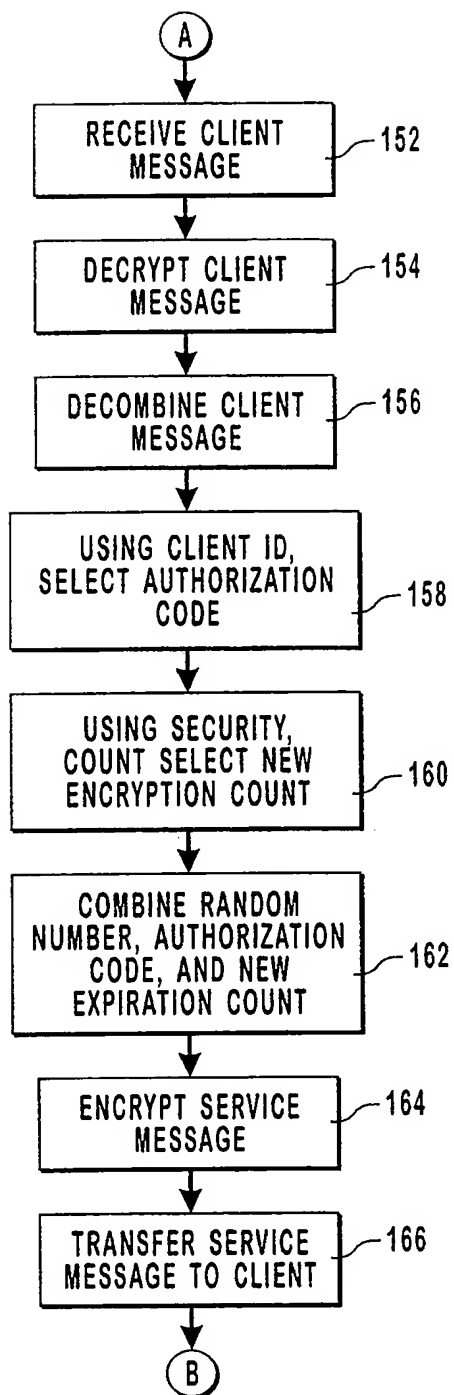 A
RECEIVE CLIENT
MESSAGE
152
DECRYPT CLIENT
MESSAGE
154
DECOMBINE CLIENT
MESSAGE
156
USING CLIENT ID,
SELECT AUTHORIZATION
CODE
158
USING SECURITY,
COUNT SELECT NEW
ENCRYPTION COUNT
160
COMBINE RANDOM
NUMBER, AUTHORIZATION
CODE, AND NEW
EXPIRATION COUNT
162
ENCRYPT SERVICE
MESSAGE
164
TRANSFER SERVICE
MESSAGE TO CLIENT
166
B